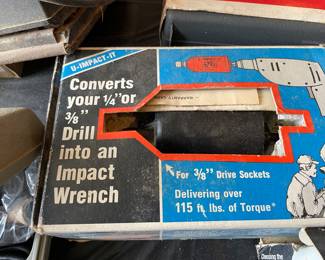 U-IMPACT-IT
Converts
your 1/4" or
3/8"
Drill
into an
Impact
Wrench
WARRANTY
For 3/8" Drive Sockets
Delivering over
115 ft. lbs. of Torque*